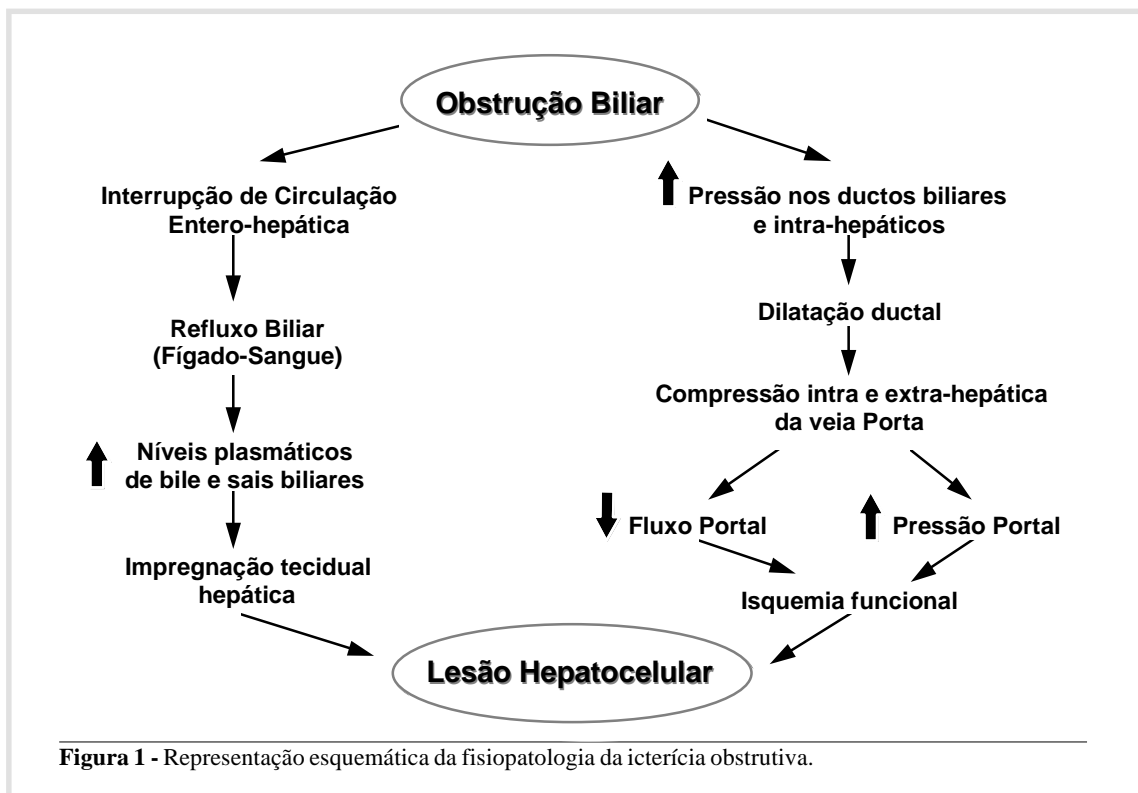 Obstrução Biliar
Interrupção de Circulação
Entero-hepática
Refluxo Biliar
(Fígado-Sangue)
Níveis plasmáticos
de bile e sais biliares
Impregnação tecidual
hepática
Pressão nos ductos biliares
e intra-hepáticos
Dilatação ductal
Compressão intra e extra-hepática
da veia Porta
Fluxo Portal
Pressão Portal
Isquemia funcional
Lesão Hepatocelular
Figura 1 - Representação esquemática da fisiopatologia da icterícia obstrutiva.